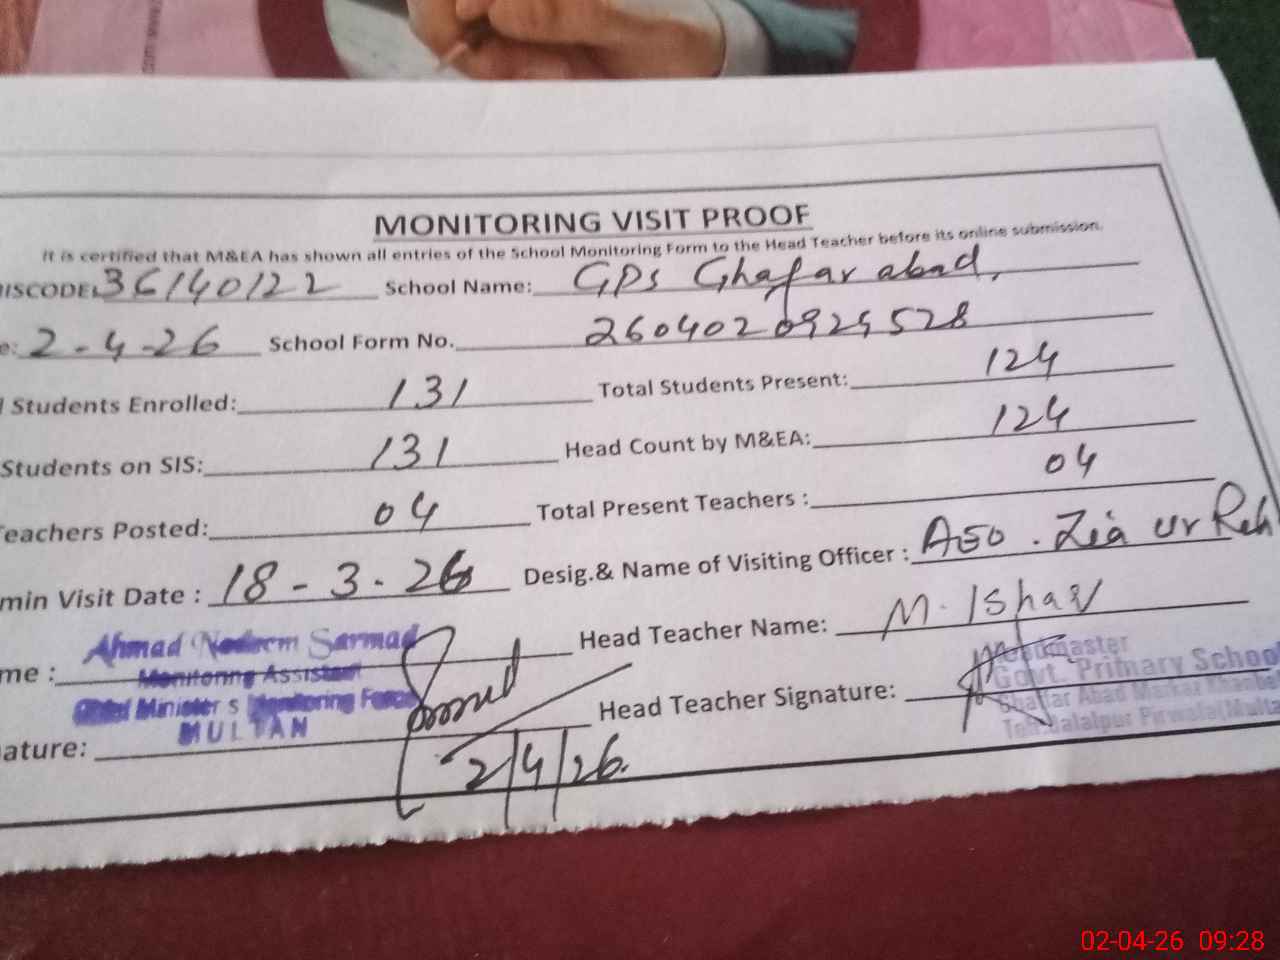 MONITORING VISIT PROOF
It is certified that M&EA has shown all entries of the School Monitoring Form to the Head Teacher before its online submission.
ISCODE: 36140122 School Name: GPS Ghafar abad,
e: 2-4-26 School Form No. 2604020924528
l Students Enrolled: 131 Total Students Present: 124
Students on SIS: 131 Head Count by M&EA: 124
Teachers Posted: 04 Total Present Teachers : 04
min Visit Date : 18-3-26 Desig.& Name of Visiting Officer : AEO. Zia ur Reh
me : Ahmad Nadeem Sarmad Head Teacher Name: M. Ishaq
Monitoring Assistant
Chief Minister s Monitoring Force
MULTAN
ature: 2/4/26. Head Teacher Signature:
Headmaster
Govt. Primary School
Ghaffar Abad Markaz
Teh: Jalalpur Pirwala(Multa
02-04-26 09:28